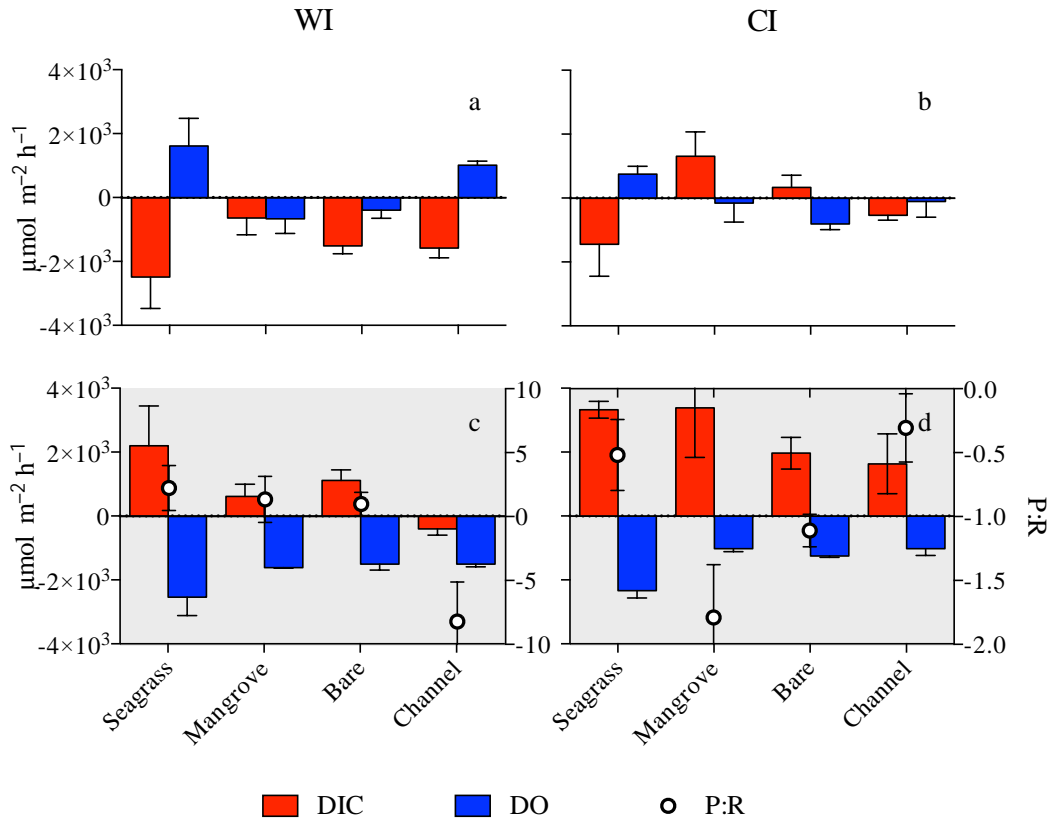 WI CI
4×10³
2×10³
0
-2×10³
-4×10³
µmol m⁻² h⁻¹
a
b
4×10³
2×10³
0
-2×10³
-4×10³
µmol m⁻² h⁻¹
c
10
5
0
-5
-10
d
0.0
-0.5
-1.0
-1.5
-2.0
P:R
Seagrass
Mangrove
Bare
Channel
Seagrass
Mangrove
Bare
Channel
DIC DO P:R